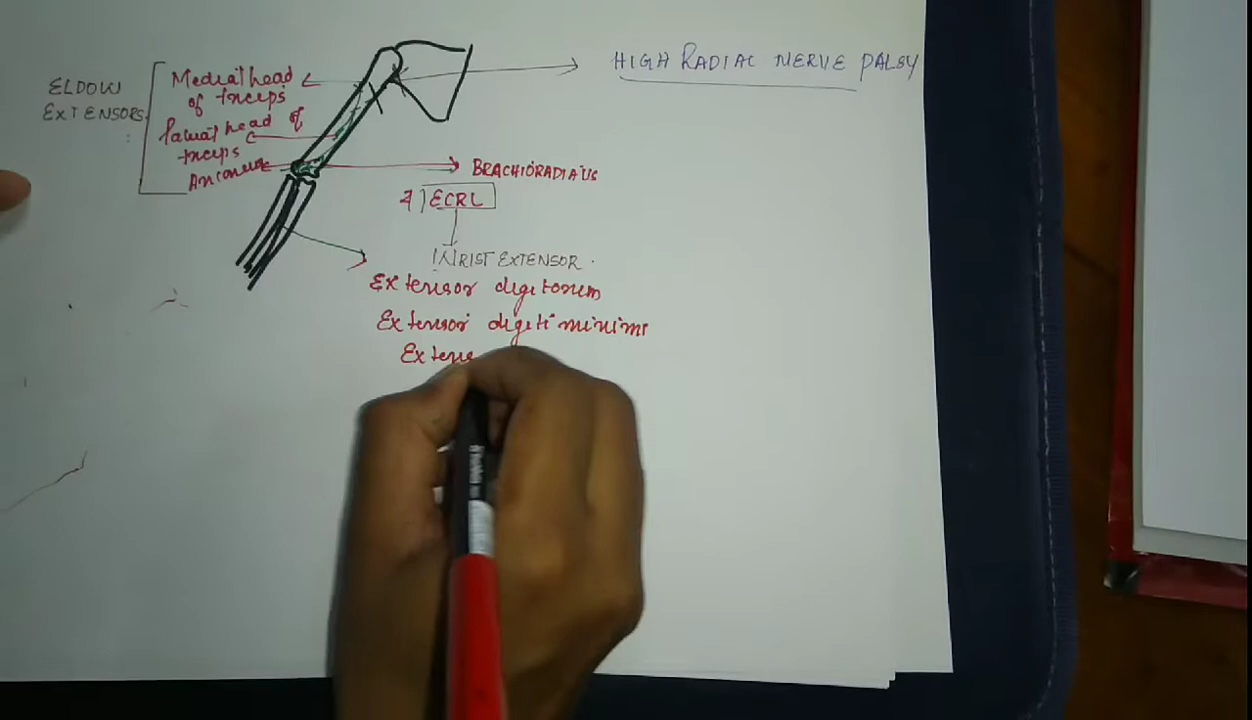 HIGH RADIAL NERVE PALSY
ELBOW
EXTENSORS
Medial head
of triceps
lateral head of
triceps
Anconeus
BRACHIORADIALIS
ECRL
WRIST EXTENSOR.
Extensor digitorum
Extensor digiti minimi
Extens